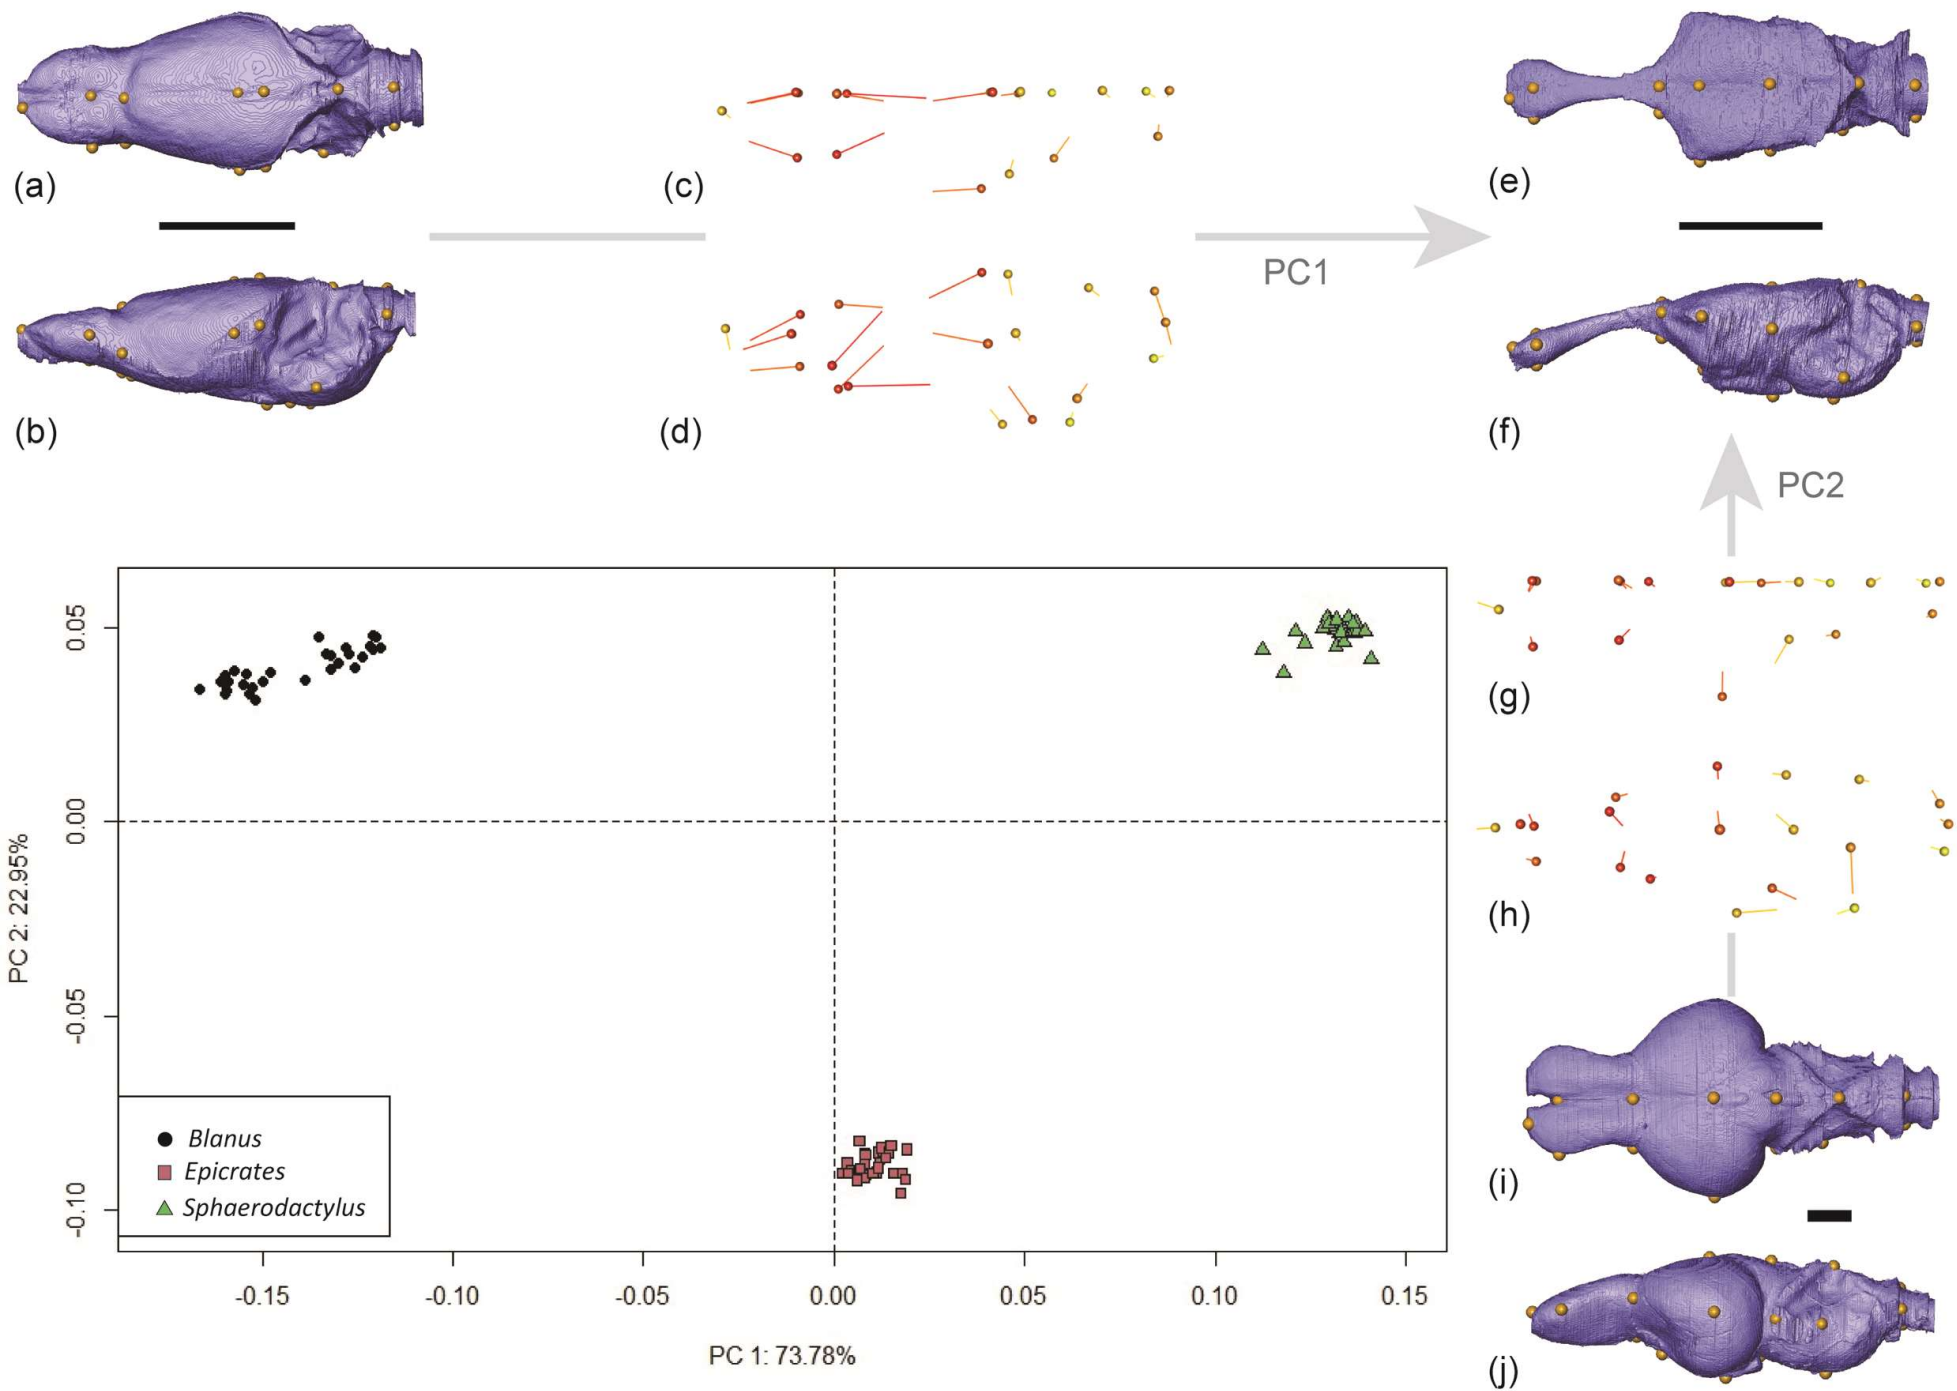 (a)
(b)
(c)
(d)
PC1
(e)
(f)
PC2
(g)
(h)
(i)
(j)
PC 2: 22.95%
0.05
0.00
-0.05
-0.10
Blanus
Epicrates
Sphaerodactylus
-0.15
-0.10
-0.05
0.00
0.05
0.10
0.15
PC 1: 73.78%